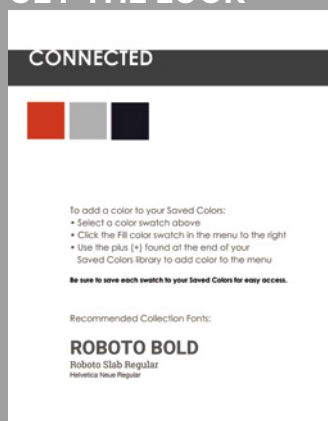 GET THE LOOK
CONNECTED
To add a color to your Saved Colors:
• Select a color swatch above
• Click the Fill color swatch in the menu to the right
• Use the plus (+) found at the end of your
Saved Colors library to add color to the menu
Be sure to save each swatch to your Saved Colors for easy access.
Recommended Collection Fonts:
ROBOTO BOLD
Roboto Slab Regular
Helvetica Neue Regular